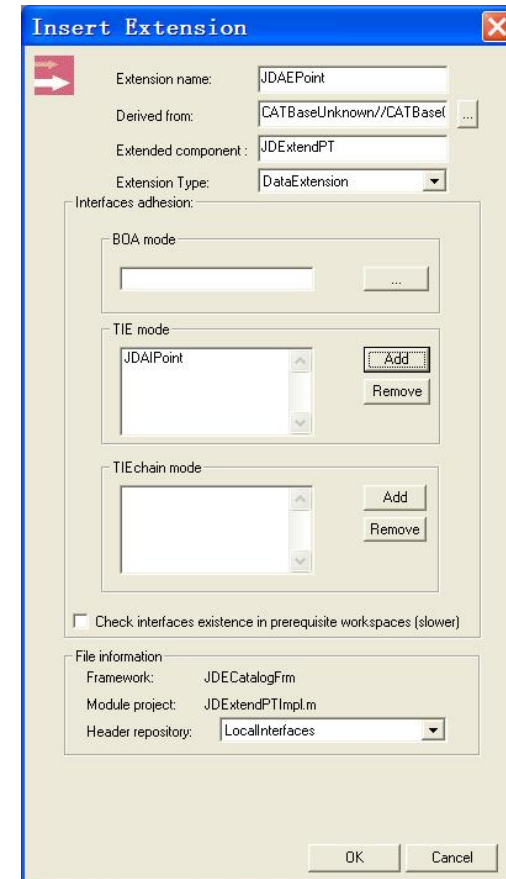 Insert Extension
Extension name: JDAEPoint
Derived from: CATBaseUnknown//CATBase( ...
Extended component : JDExtendPT
Extension Type: DataExtension
Interfaces adhesion:
BOA mode
...
TIE mode
JDAIPoint
Add
Remove
TIEchain mode
Add
Remove
Check interfaces existence in prerequisite workspaces (slower)
File information
Framework: JDECatalogFrm
Module project: JDExtendPTImpl.m
Header repository: LocalInterfaces
OK Cancel